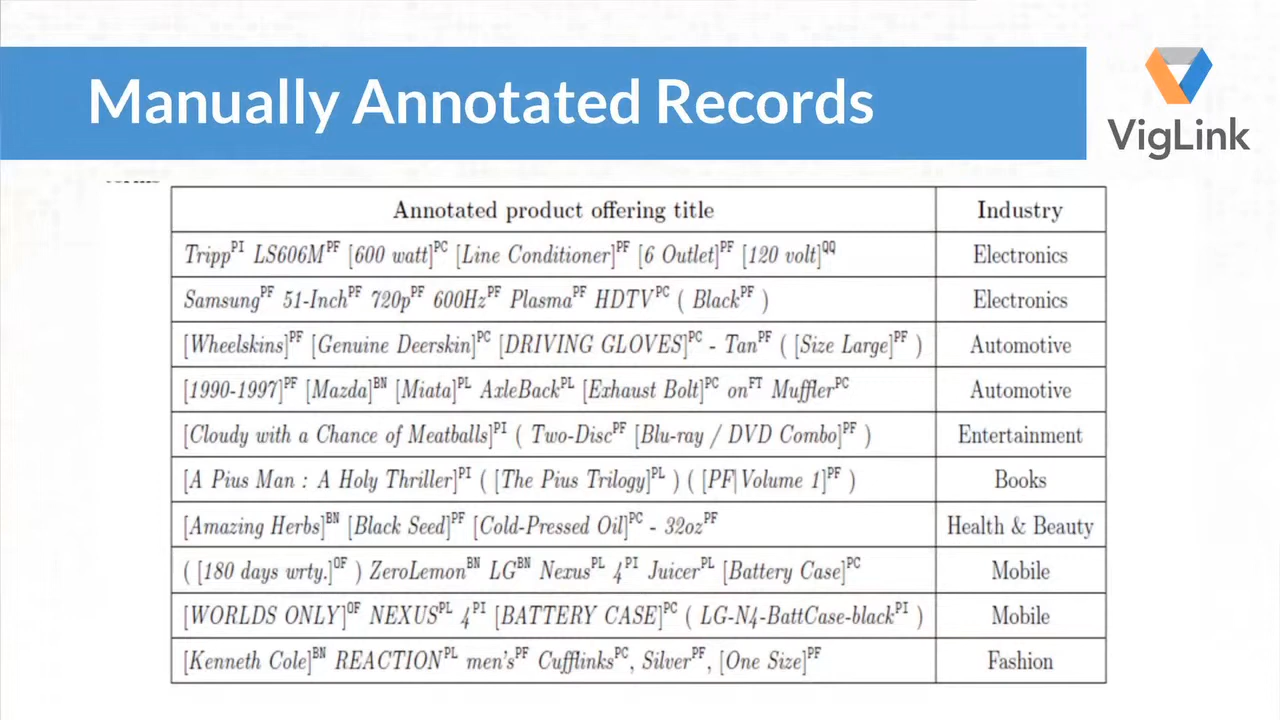 Manually Annotated Records
VigLink
Annotated product offering title Industry
Tripp^PI LS606M^PF [600 watt]^PC [Line Conditioner]^PF [6 Outlet]^PF [120 volt]^QQ Electronics
Samsung^PF 51-Inch^PF 720p^PF 600Hz^PF Plasma^PF HDTV^PC ( Black^PF ) Electronics
[Wheelskins]^PF [Genuine Deerskin]^PC [DRIVING GLOVES]^PC - Tan^PF ( [Size Large]^PF ) Automotive
[1990-1997]^PF [Mazda]^BN [Miata]^PL AxleBack^PL [Exhaust Bolt]^PC on^FT Muffler^PC Automotive
[Cloudy with a Chance of Meatballs]^PI ( Two-Disc^PF [Blu-ray / DVD Combo]^PF ) Entertainment
[A Pius Man : A Holy Thriller]^PI ( [The Pius Trilogy]^PL ) ( [PF| Volume 1]^PF ) Books
[Amazing Herbs]^BN [Black Seed]^PF [Cold-Pressed Oil]^PC - 32oz^PF Health & Beauty
( [180 days wrty.]^OF ) ZeroLemon^BN LG^BN Nexus^PL 4^PI Juicer^PL [Battery Case]^PC Mobile
[WORLDS ONLY]^OF NEXUS^PL 4^PI [BATTERY CASE]^PC ( LG-N4-BattCase-black^PI ) Mobile
[Kenneth Cole]^BN REACTION^PL men's^PF Cufflinks^PC, Silver^PF, [One Size]^PF Fashion